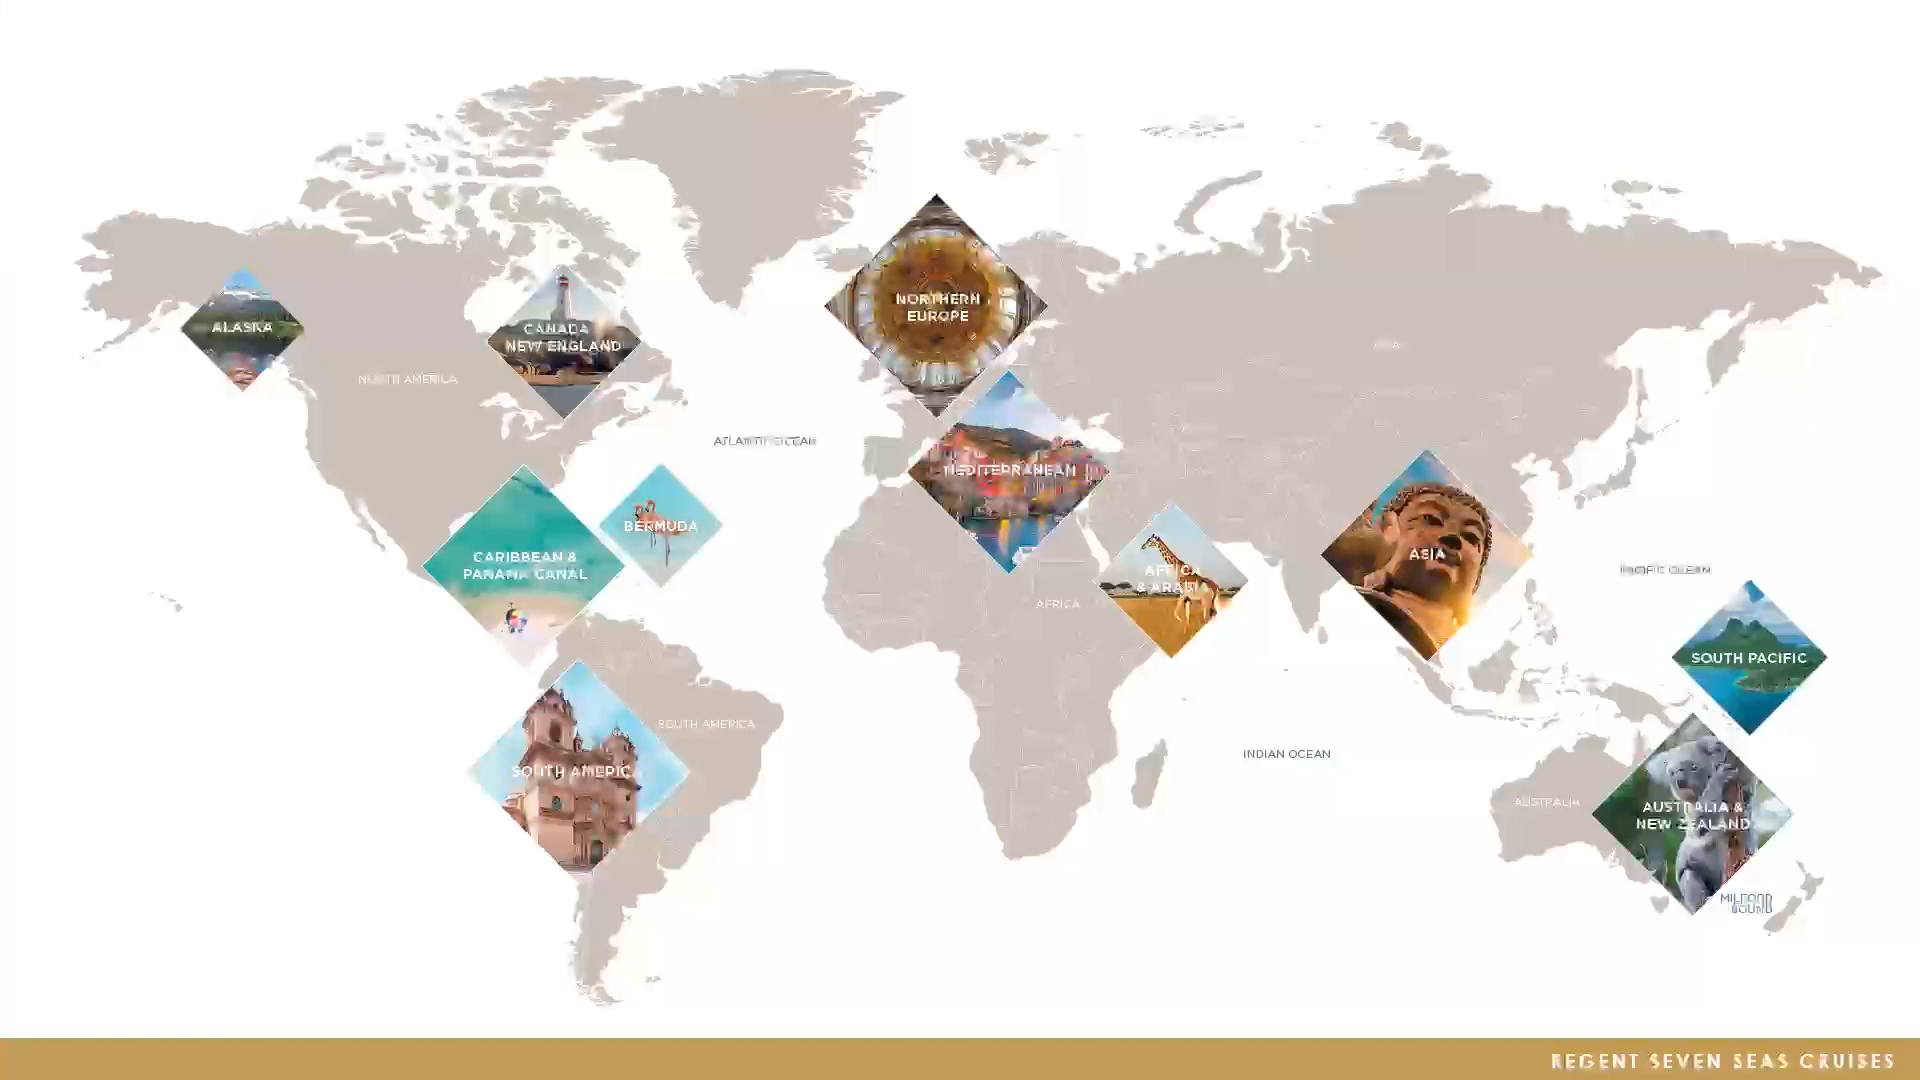 NORTHERN
EUROPE
ALASKA
CANADA
NEW ENGLAND
NORTH AMERICA
ASIA
ATLANTIC OCEAN
MEDITERRANEAN
BERMUDA
CARIBBEAN &
PANAMA CANAL
ASIA
AFRICA
& ARABIA
PACIFIC OCEAN
AFRICA
SOUTH PACIFIC
SOUTH AMERICA
INDIAN OCEAN
SOUTH AMERICA
AUSTRALIA
AUSTRALIA &
NEW ZEALAND
REGENT SEVEN SEAS CRUISES